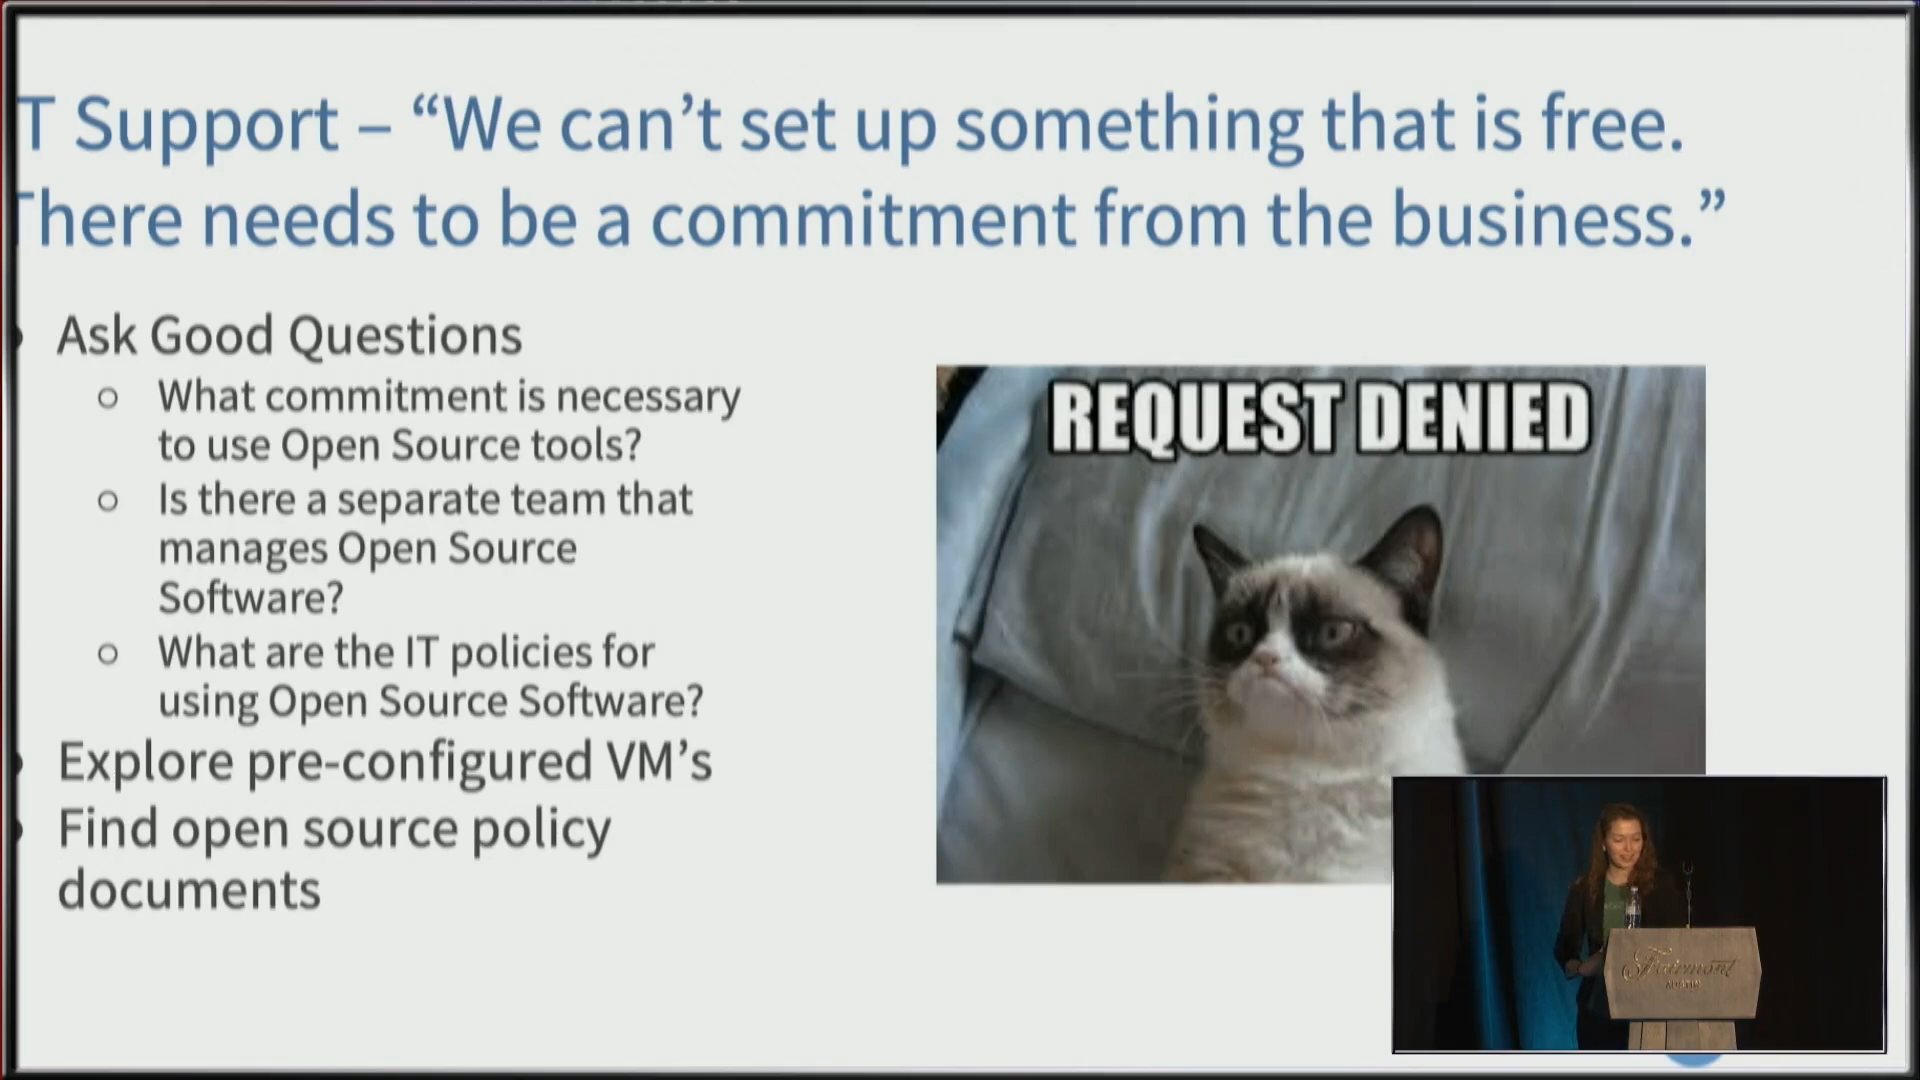 T Support – “We can’t set up something that is free.
There needs to be a commitment from the business.”
Ask Good Questions
○ What commitment is necessary
to use Open Source tools?
○ Is there a separate team that
manages Open Source
Software?
○ What are the IT policies for
using Open Source Software?
Explore pre-configured VM’s
Find open source policy
documents
REQUEST DENIED
Fairmont
AUSTIN